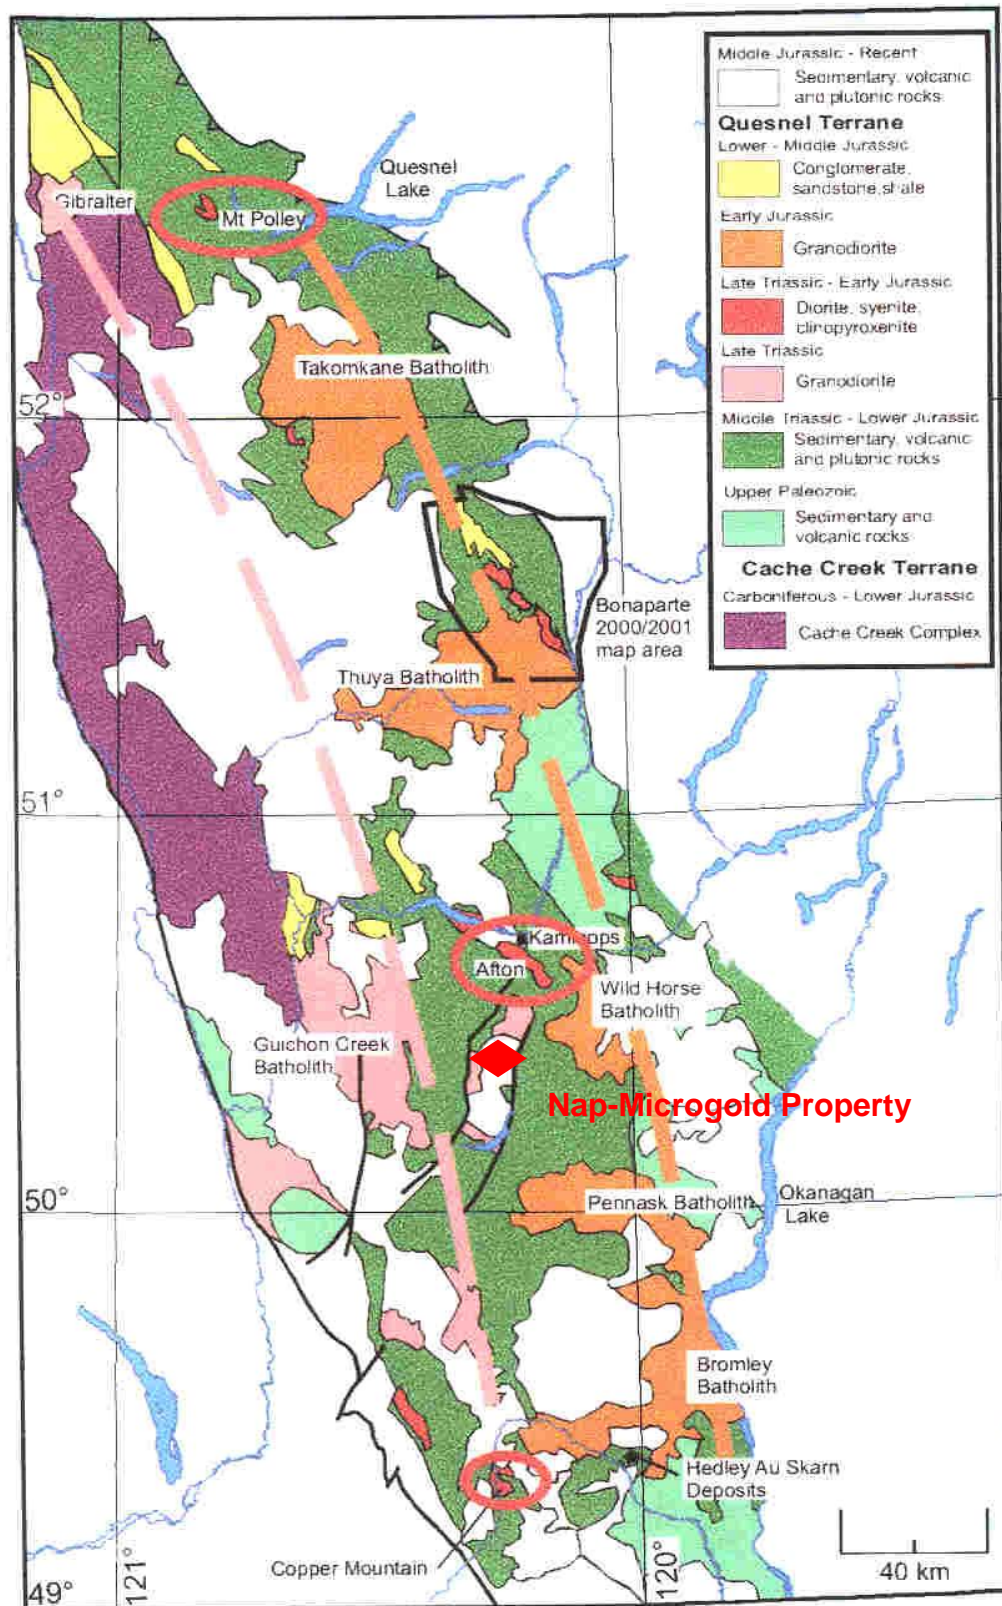 Middle Jurassic - Recent
Sedimentary, volcanic
and plutonic rocks
Quesnel Terrane
Lower - Middle Jurassic
Conglomerate,
sandstone,shale
Early Jurassic
Granodiorite
Late Triassic - Early Jurassic
Diorite, syenite,
clinopyroxenite
Late Triassic
Granodiorite
Middle Triassic - Lower Jurassic
Sedimentary, volcanic
and plutonic rocks
Upper Paleozoic
Sedimentary and
volcanic rocks
Cache Creek Terrane
Carboniferous - Lower Jurassic
Cache Creek Complex
Quesnel
Lake
Gibralter
Mt Polley
Takomkane Batholith
52°
Bonaparte
2000/2001
map area
Thuya Batholith
51°
Kamloops
Afton
Wild Horse
Batholith
Guichon Creek
Batholith
Nap-Microgold Property
50°
Pennask Batholith
Okanagan
Lake
Bromley
Batholith
Hedley Au Skarn
Deposits
Copper Mountain
49°
121°
120°
40 km